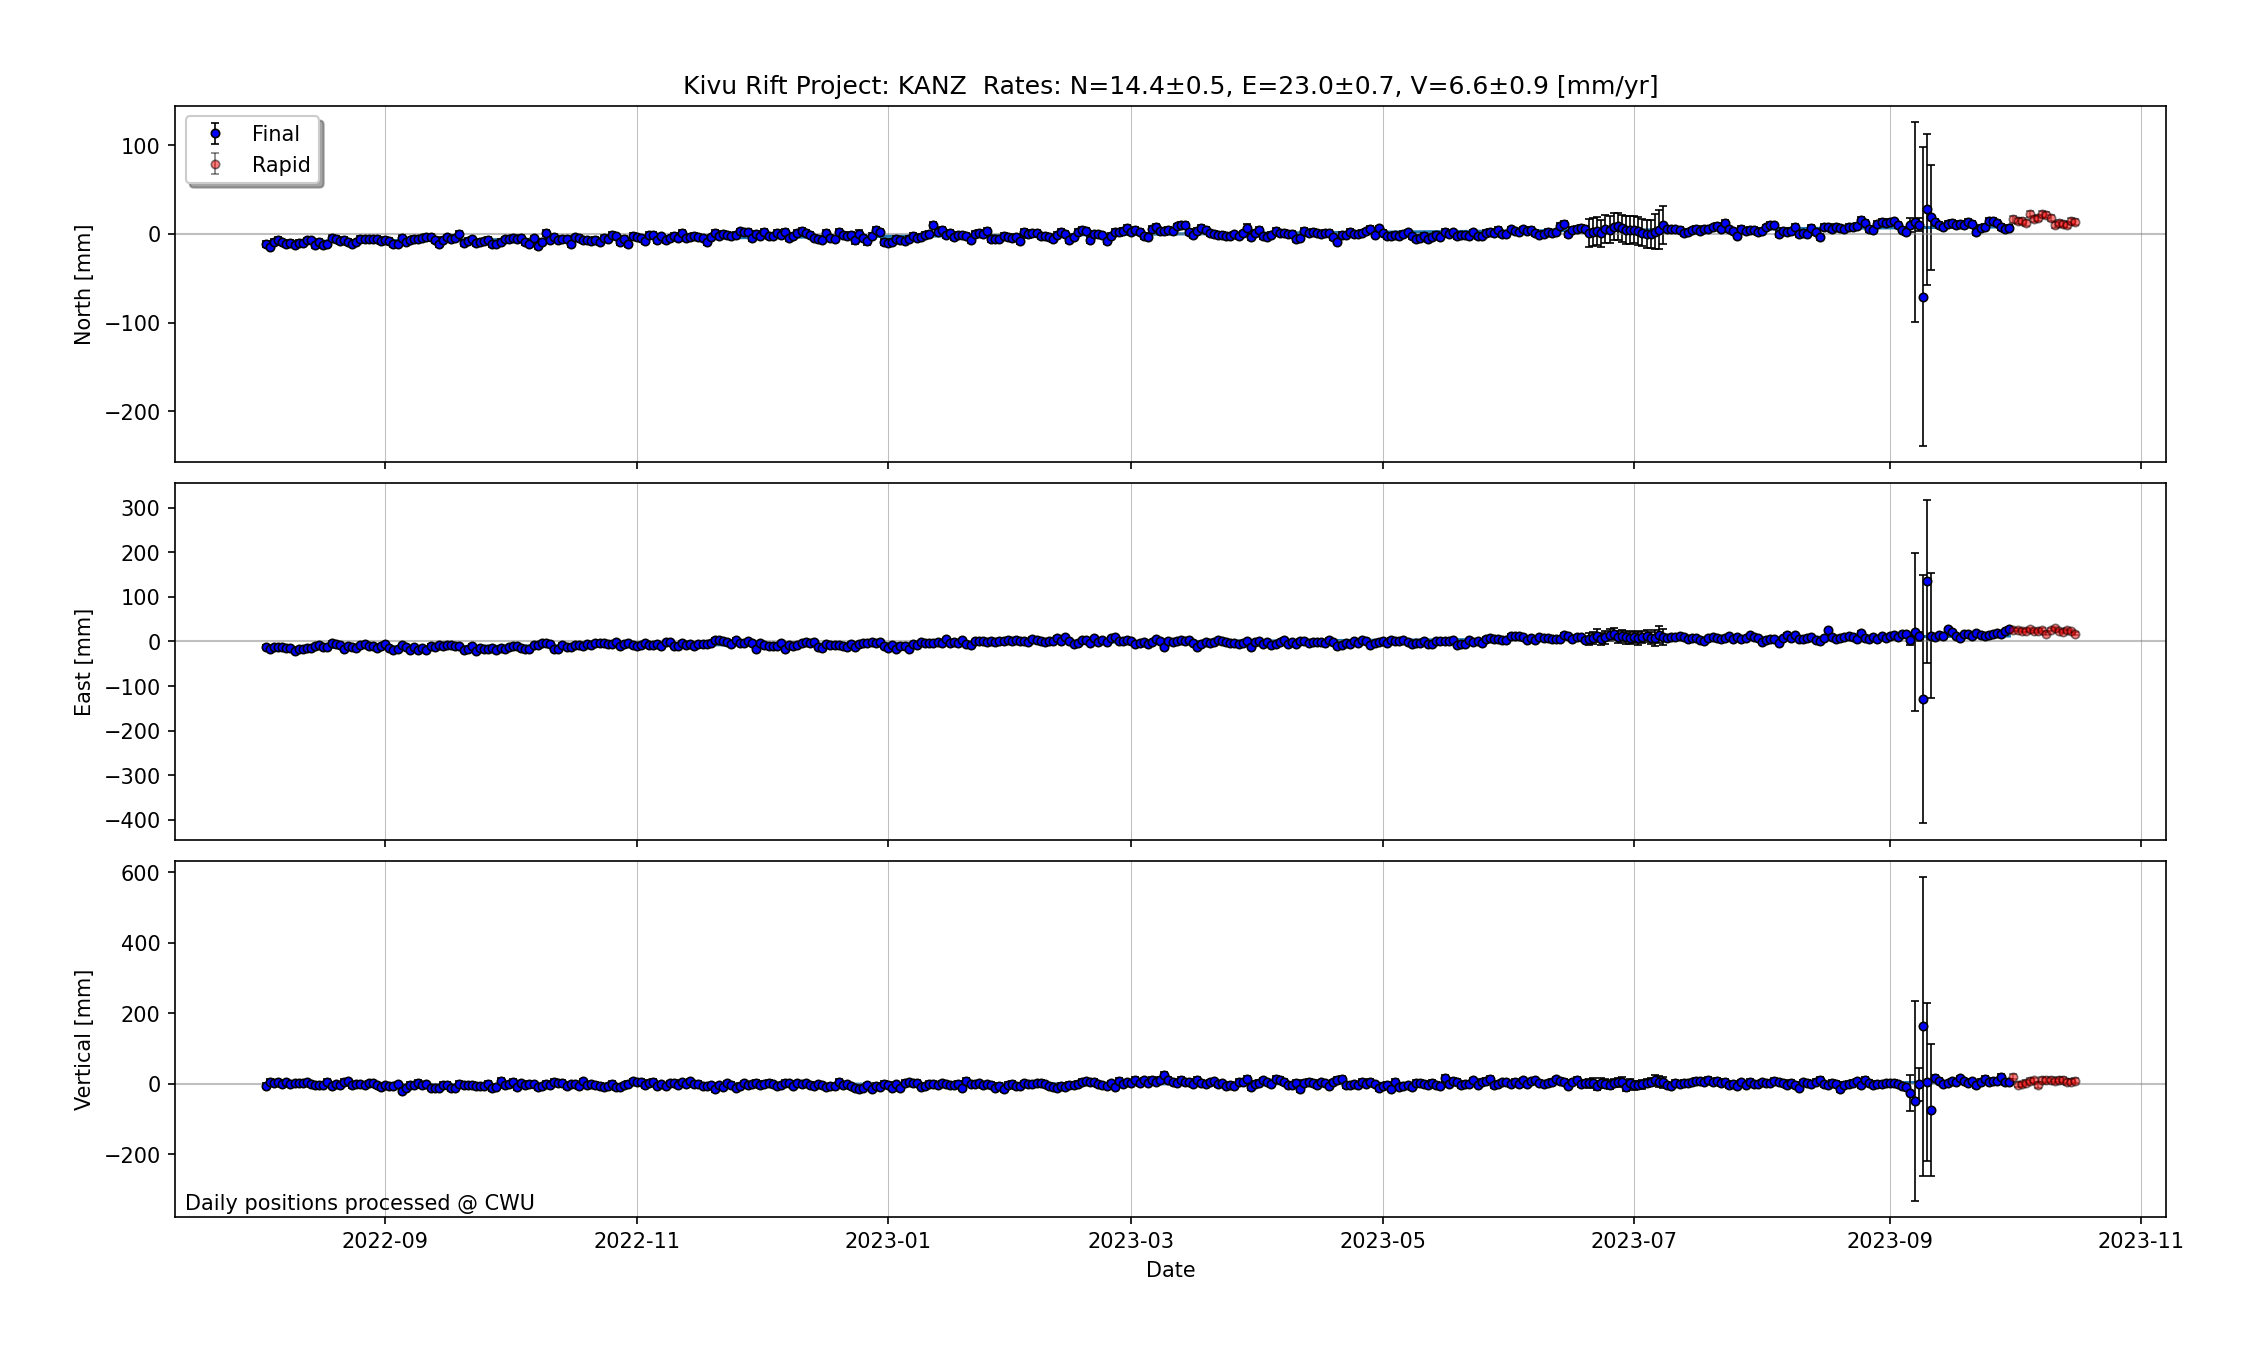 Kivu Rift Project: KANZ  Rates: N=14.4±0.5, E=23.0±0.7, V=6.6±0.9 [mm/yr]
Final
Rapid
100
0
−100
−200
North [mm]
300
200
100
0
−100
−200
−300
−400
East [mm]
600
400
200
0
−200
Vertical [mm]
Daily positions processed @ CWU
2022-09 2022-11 2023-01 2023-03 2023-05 2023-07 2023-09 2023-11
Date